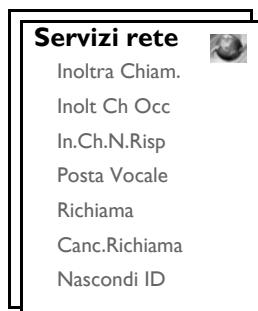 Servizi rete
Inoltra Chiam.
Inolt Ch Occ
In.Ch.N.Risp
Posta Vocale
Richiama
Canc.Richiama
Nascondi ID